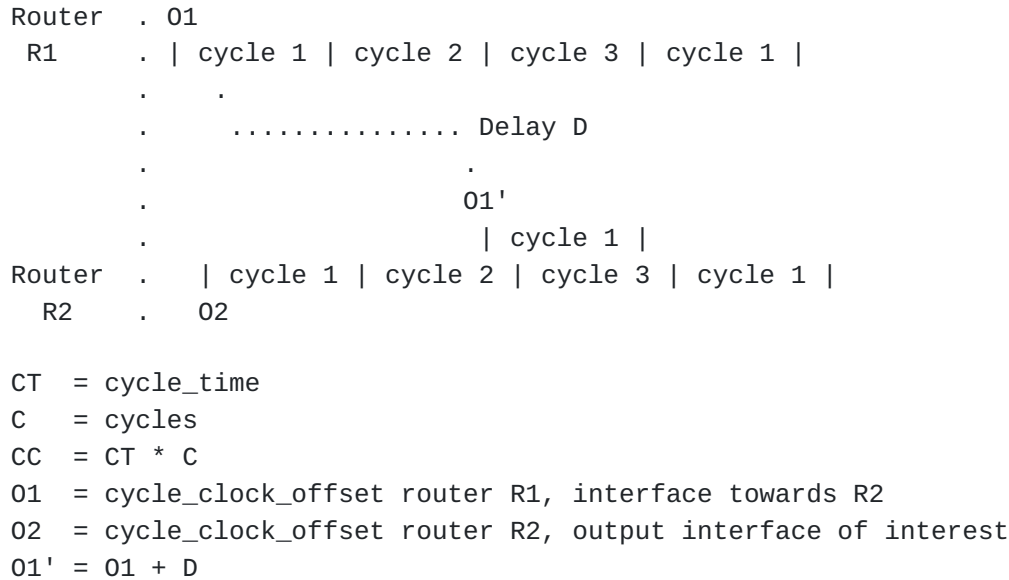 Router  . O1
 R1     . | cycle 1 | cycle 2 | cycle 3 | cycle 1 |
        .    .
        .     ............... Delay D
        .                    .
        .                    O1'
        .                     | cycle 1 |
Router  .   | cycle 1 | cycle 2 | cycle 3 | cycle 1 |
  R2    .   O2

CT  = cycle_time
C   = cycles
CC  = CT * C
O1  = cycle_clock_offset router R1, interface towards R2
O2  = cycle_clock_offset router R2, output interface of interest
O1' = O1 + D